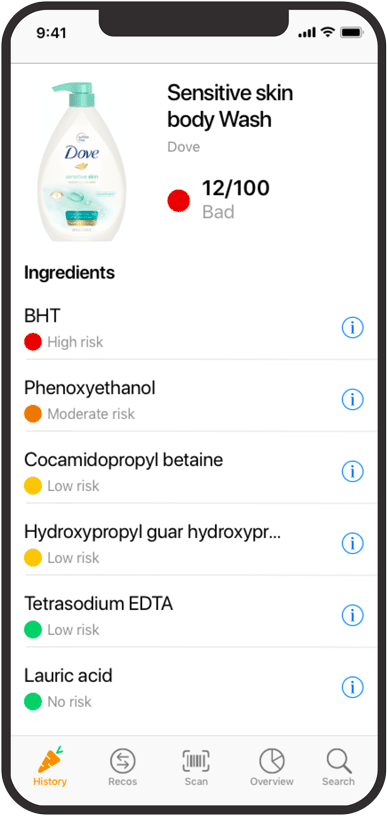 9:41
Sensitive skin
body Wash
Dove
12/100
Bad
Dove
sensitive skin
Ingredients
BHT
High risk
Phenoxyethanol
Moderate risk
Cocamidopropyl betaine
Low risk
Hydroxypropyl guar hydroxypr...
Low risk
Tetrasodium EDTA
Low risk
Lauric acid
No risk
History
Recos
Scan
Overview
Search